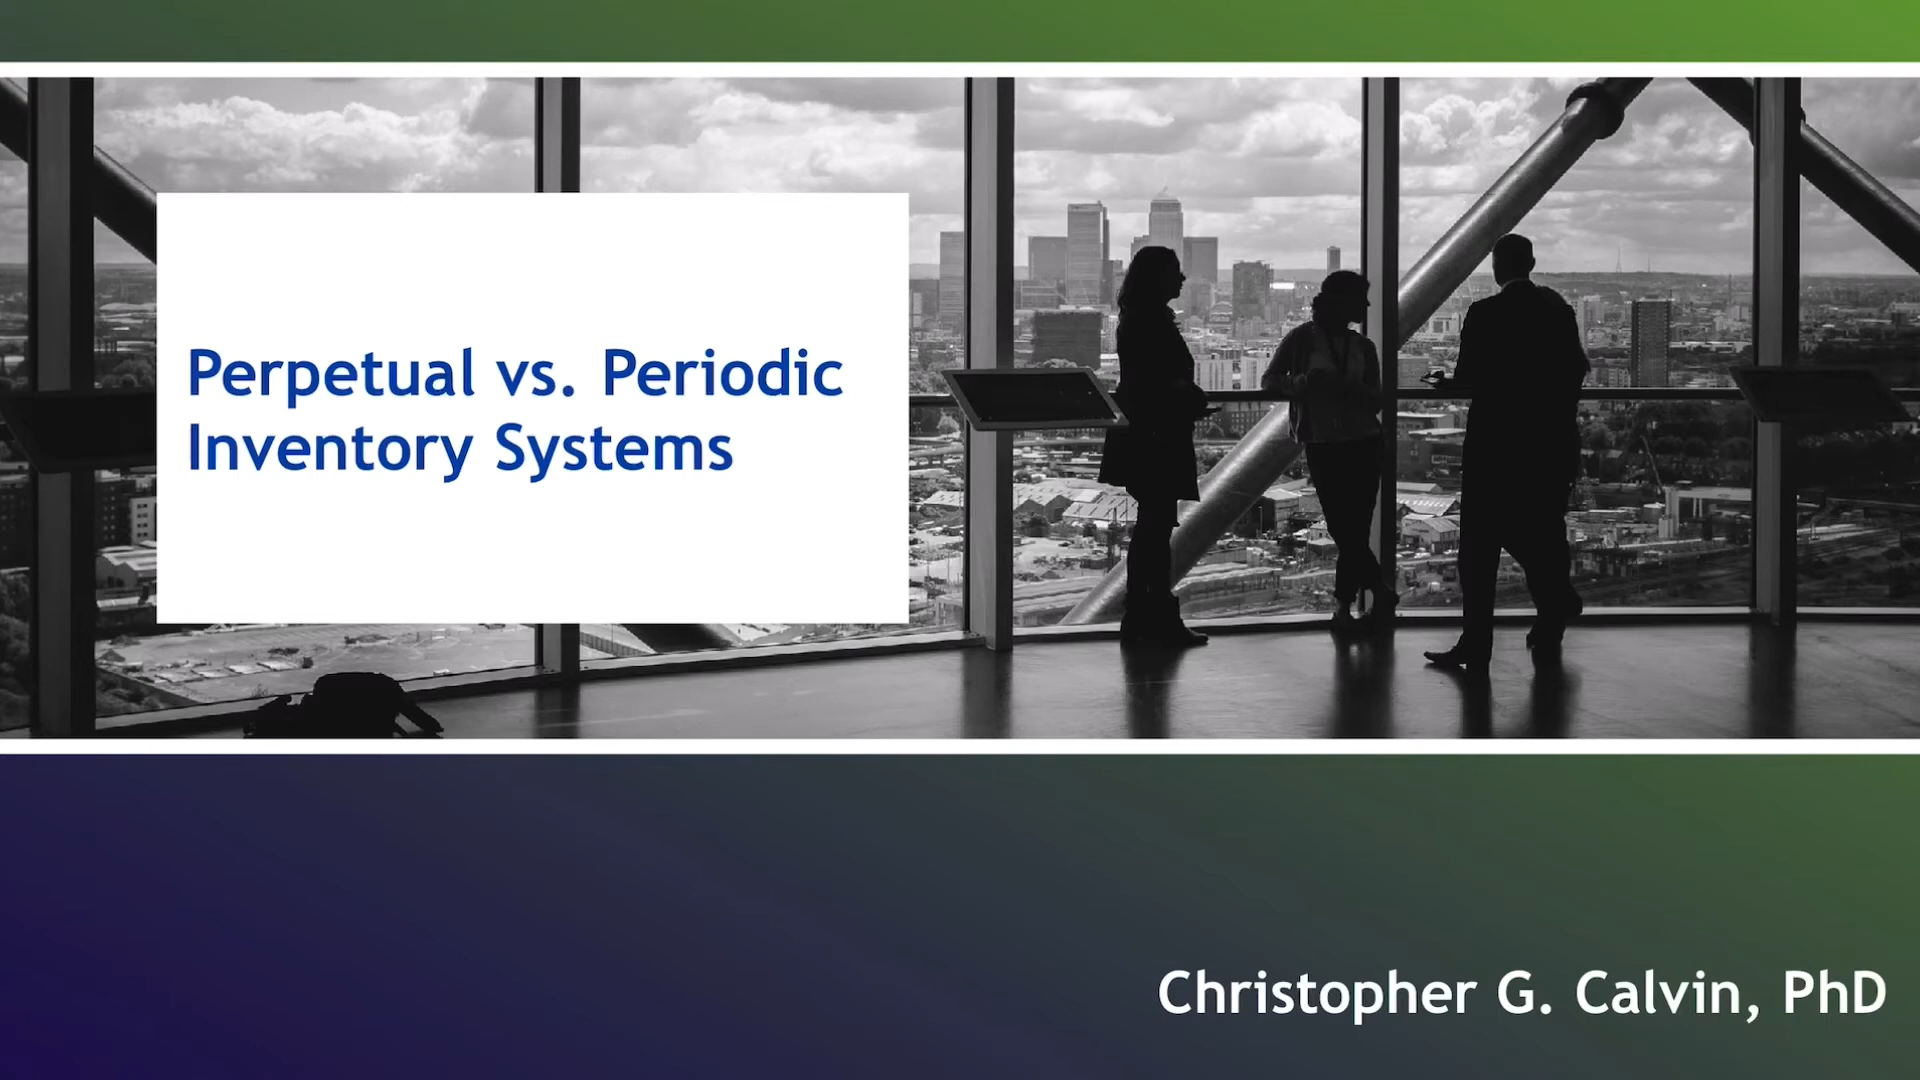 Perpetual vs. Periodic
Inventory Systems
Christopher G. Calvin, PhD